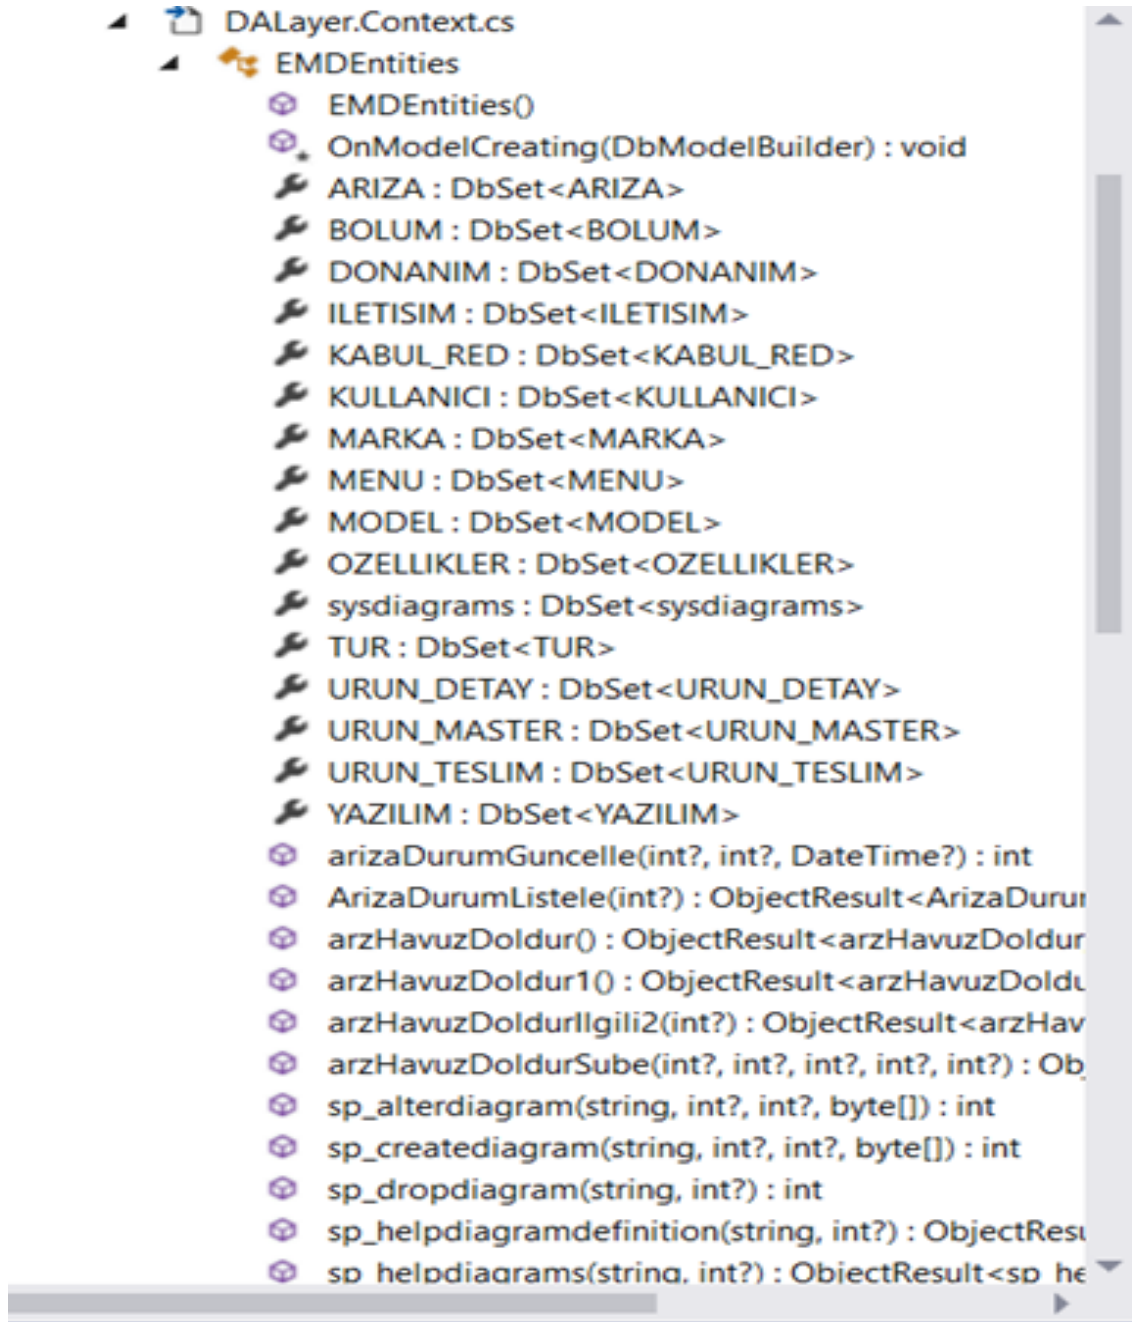 DALayer.Context.cs
EMDEntities
EMDEntities()
OnModelCreating(DbModelBuilder) : void
ARIZA : DbSet<ARIZA>
BOLUM : DbSet<BOLUM>
DONANIM : DbSet<DONANIM>
ILETISIM : DbSet<ILETISIM>
KABUL_RED : DbSet<KABUL_RED>
KULLANICI : DbSet<KULLANICI>
MARKA : DbSet<MARKA>
MENU : DbSet<MENU>
MODEL : DbSet<MODEL>
OZELLIKLER : DbSet<OZELLIKLER>
sysdiagrams : DbSet<sysdiagrams>
TUR : DbSet<TUR>
URUN_DETAY : DbSet<URUN_DETAY>
URUN_MASTER : DbSet<URUN_MASTER>
URUN_TESLIM : DbSet<URUN_TESLIM>
YAZILIM : DbSet<YAZILIM>
arizaDurumGuncelle(int?, int?, DateTime?) : int
ArizaDurumListele(int?) : ObjectResult<ArizaDurum
arzHavuzDoldur() : ObjectResult<arzHavuzDoldur
arzHavuzDoldur1() : ObjectResult<arzHavuzDoldu
arzHavuzDoldurIlgili2(int?) : ObjectResult<arzHav
arzHavuzDoldurSube(int?, int?, int?, int?, int?) : Obj
sp_alterdiagram(string, int?, int?, byte[]) : int
sp_creatediagram(string, int?, int?, byte[]) : int
sp_dropdiagram(string, int?) : int
sp_helpdiagramdefinition(string, int?) : ObjectResu
sp_helpdiagrams(string, int?) : ObjectResult<sp_he